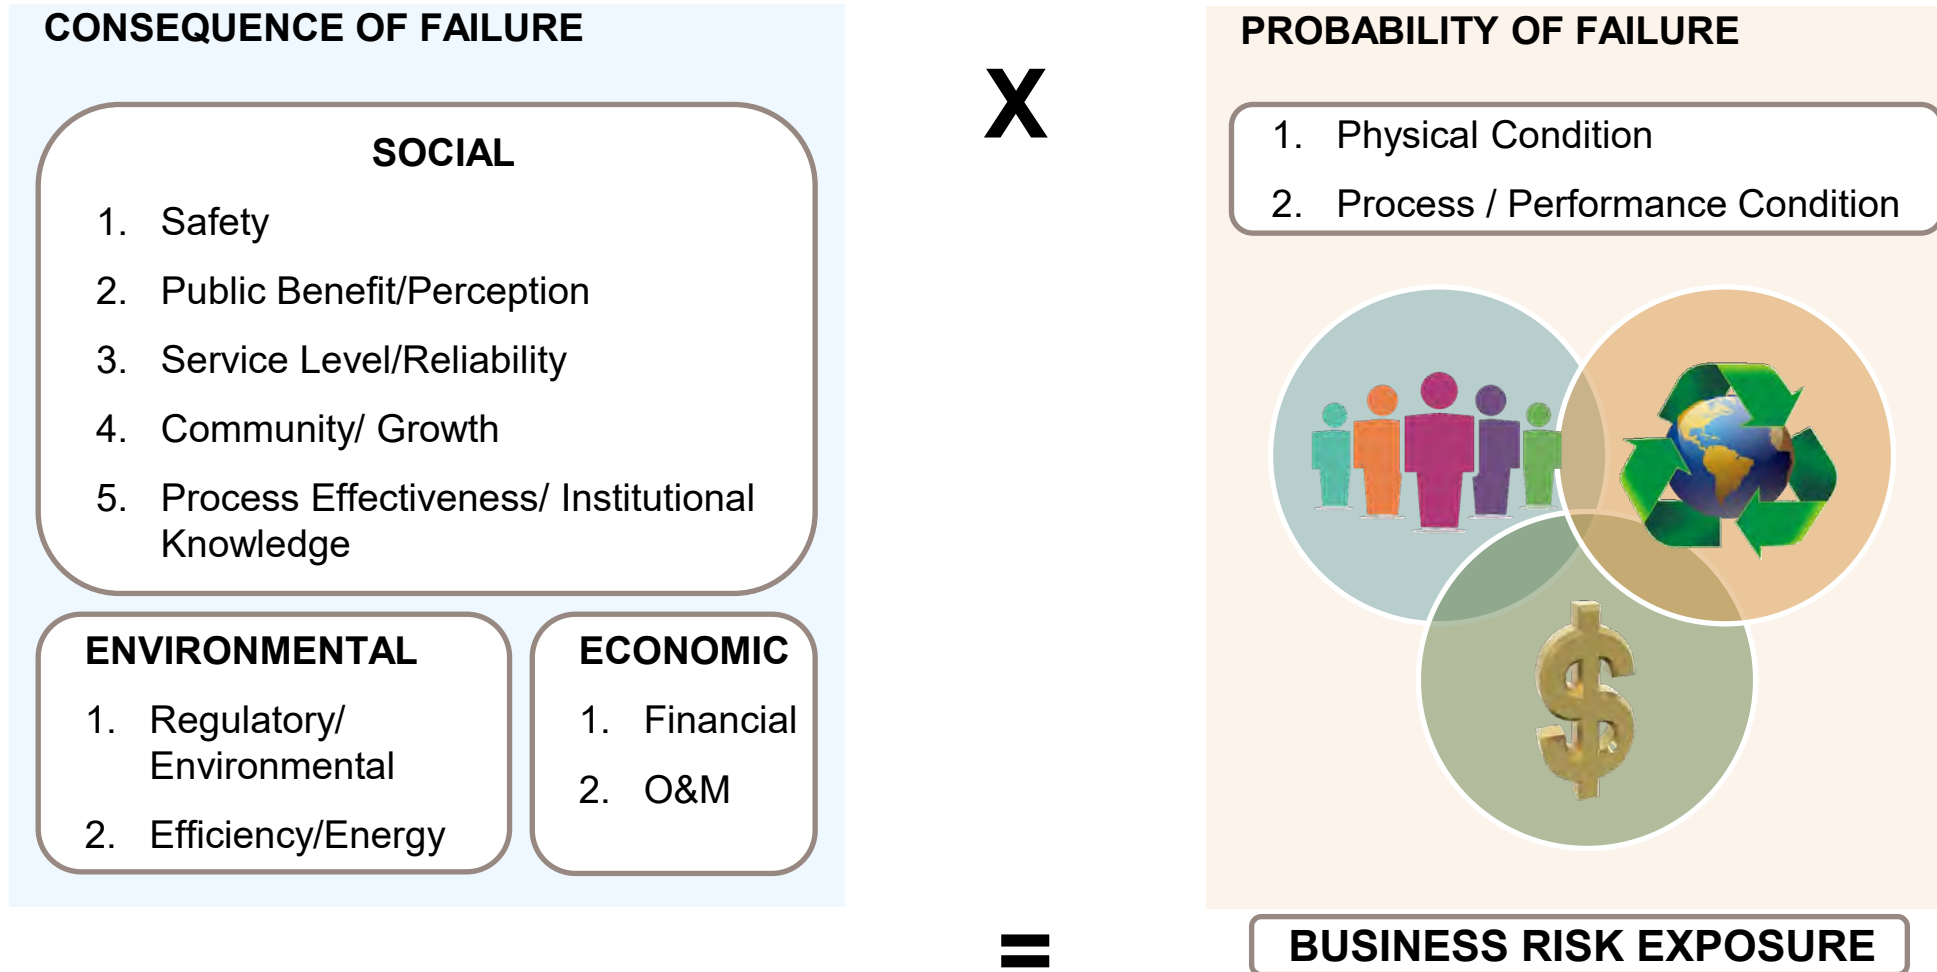 CONSEQUENCE OF FAILURE
SOCIAL
1. Safety
2. Public Benefit/Perception
3. Service Level/Reliability
4. Community/ Growth
5. Process Effectiveness/ Institutional
Knowledge
ENVIRONMENTAL
1. Regulatory/
Environmental
2. Efficiency/Energy
ECONOMIC
1. Financial
2. O&M
X
PROBABILITY OF FAILURE
1. Physical Condition
2. Process / Performance Condition
$
=
BUSINESS RISK EXPOSURE